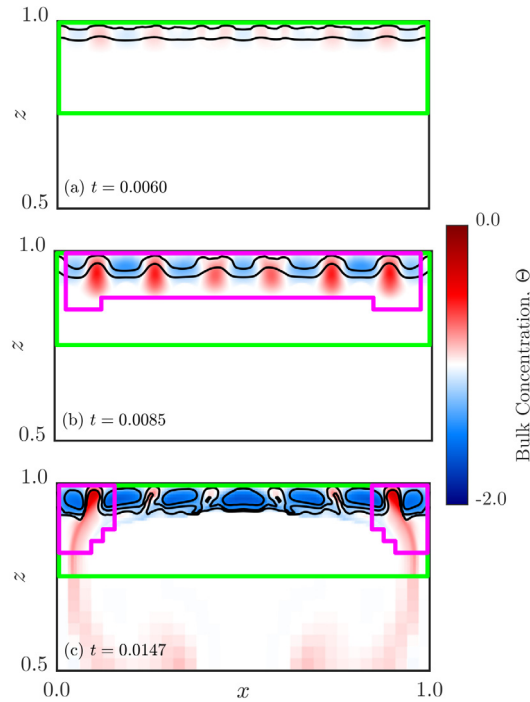 1.0
z
(a) t = 0.0060
0.5
1.0
z
(b) t = 0.0085
0.5
1.0
z
(c) t = 0.0147
0.5
0.0
x
1.0
0.0
Bulk Concentration, Θ
-2.0